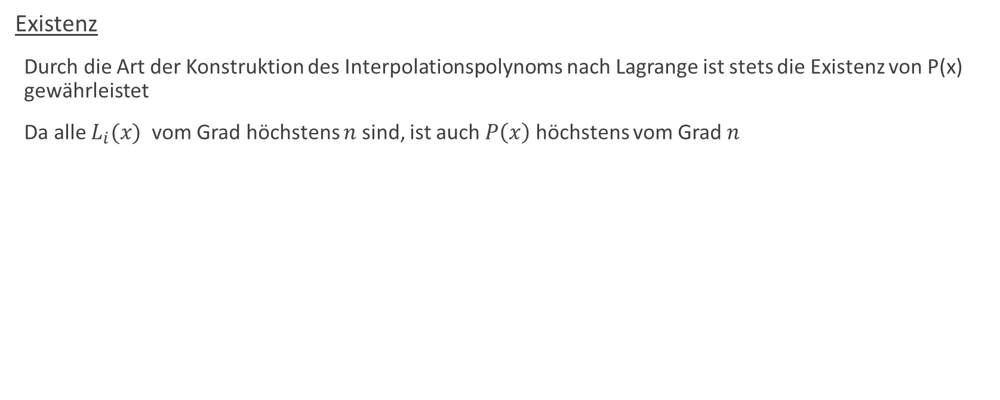 Existenz
Durch die Art der Konstruktion des Interpolationspolynoms nach Lagrange ist stets die Existenz von P(x)
gewährleistet
Da alle $L_i(x)$ vom Grad höchstens $n$ sind, ist auch $P(x)$ höchstens vom Grad $n$